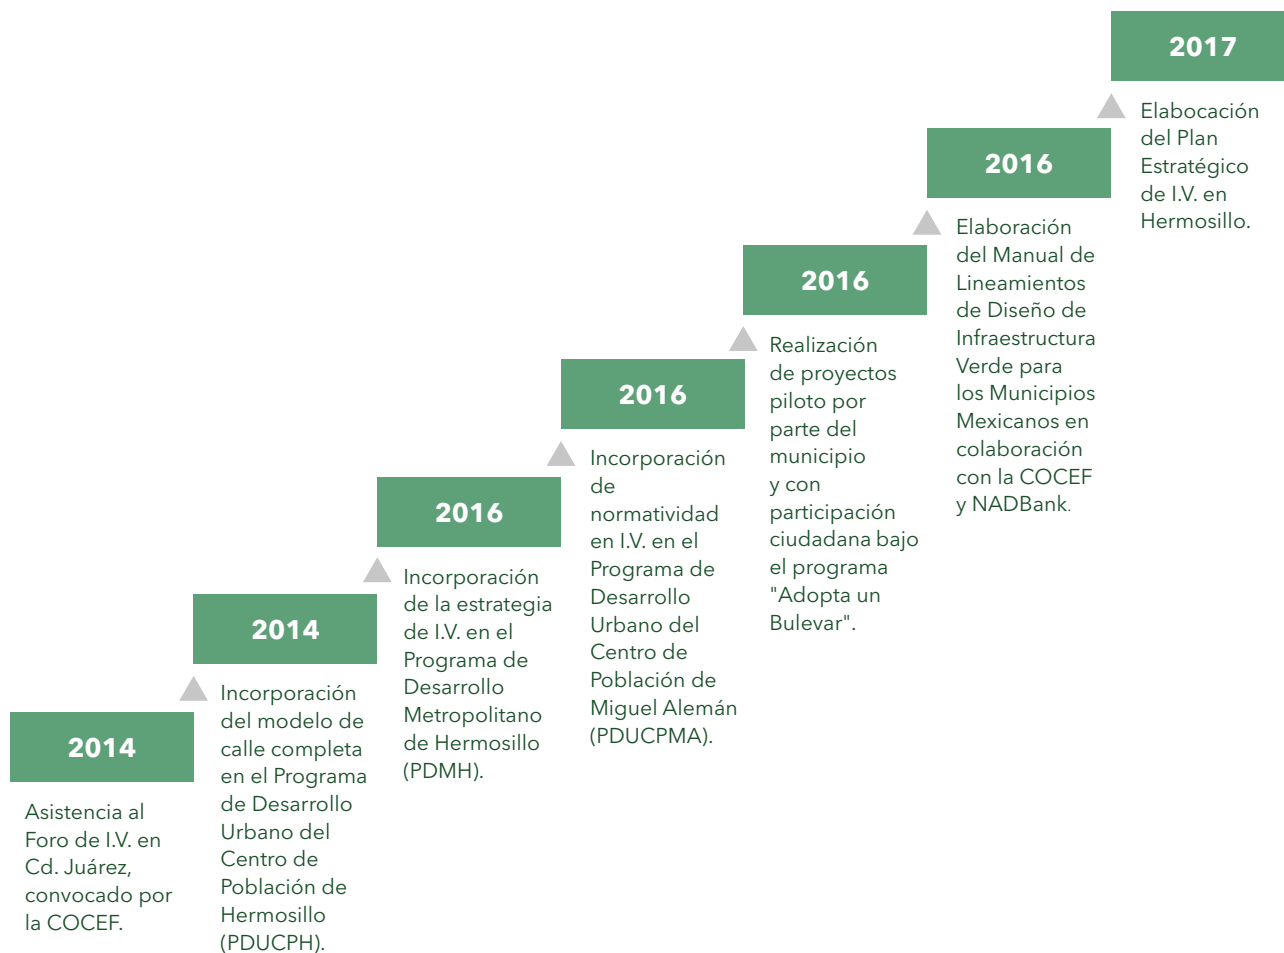 2014
Asistencia al
Foro de I.V. en
Cd. Juárez,
convocado por
la COCEF.
2014
Incorporación
del modelo de
calle completa
en el Programa
de Desarrollo
Urbano del
Centro de
Población de
Hermosillo
(PDUCPH).
2016
Incorporación
de la estrategia
de I.V. en el
Programa de
Desarrollo
Metropolitano
de Hermosillo
(PDMH).
2016
Incorporación
de
normatividad
en I.V. en el
Programa de
Desarrollo
Urbano del
Centro de
Población de
Miguel Alemán
(PDUCPMA).
2016
Realización
de proyectos
piloto por
parte del
municipio
y con
participación
ciudadana bajo
el programa
"Adopta un
Bulevar".
2016
Elaboración
del Manual de
Lineamientos
de Diseño de
Infraestructura
Verde para
los Municipios
Mexicanos en
colaboración
con la COCEF
y NADBank.
2017
Elabocación
del Plan
Estratégico
de I.V. en
Hermosillo.